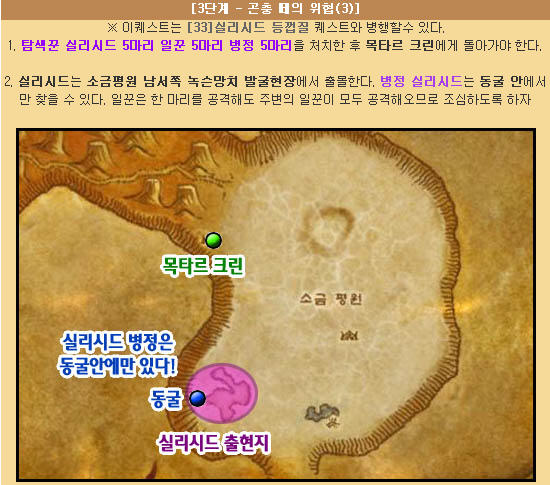 [3단계 - 곤충 떼의 위협(3)]
※ 이퀘스트는 [33]실리시드 등껍질 퀘스트와 병행할수 있다.
1. 탐색꾼 실리시드 5마리 일꾼 5마리 병정 5마리을 처치한 후 목타르 크린에게 돌아가야 한다.
2. 실리시드는 소금평원 남서쪽 녹슨망치 발굴현장에서 출몰한다. 병정 실리시드는 동굴 안에서
만 찾을 수 있다. 일꾼은 한 마리를 공격해도 주변의 일꾼이 모두 공격해오므로 조심하도록 하자
목타르 크린
소금 평원
실리시드 병정은
동굴안에만 있다!
동굴
실리시드 출현지